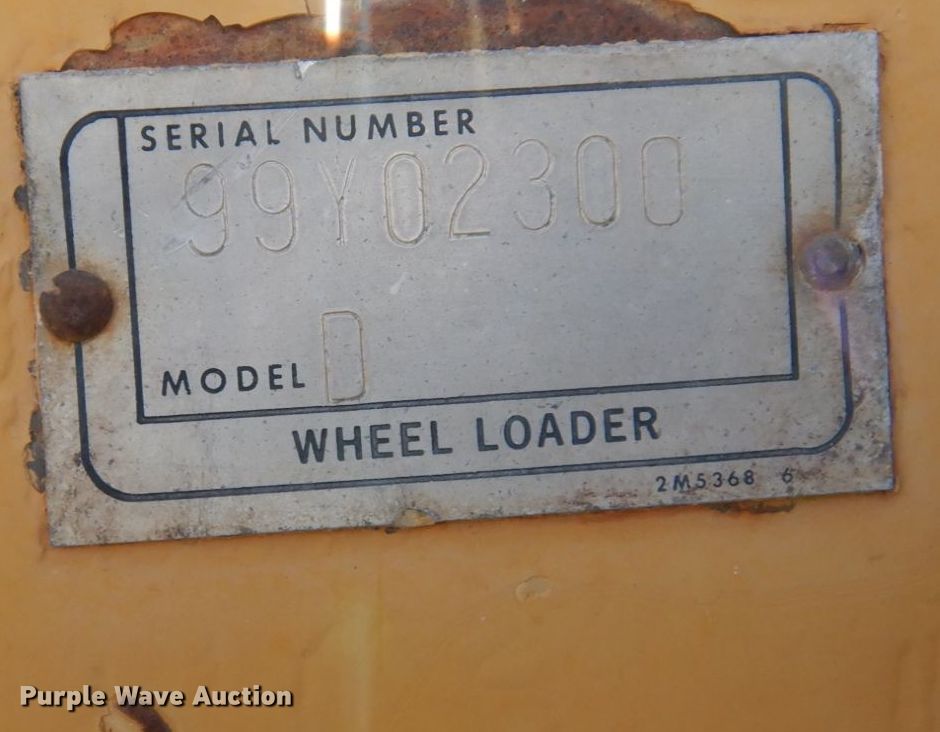 SERIAL NUMBER
99Y02300
MODEL D
WHEEL LOADER
2M5368 6
Purple Wave Auction